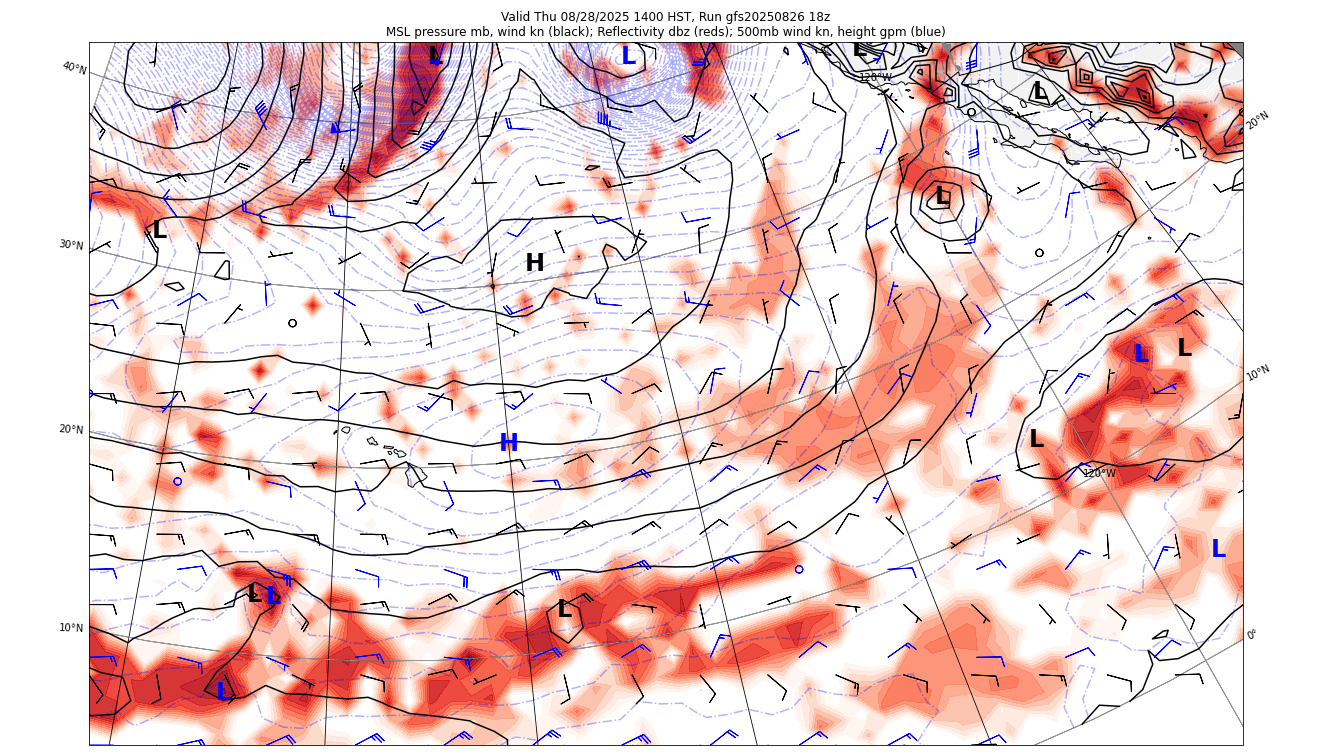 Valid Thu 08/28/2025 1400 HST, Run gfs20250826 18z
MSL pressure mb, wind kn (black); Reflectivity dbz (reds); 500mb wind kn, height gpm (blue)
L L L
40°N 120°W L 20°N
L
L
30°N H
L L
10°N
20°N H L
120°W
L
L L L
10°N 0°
L